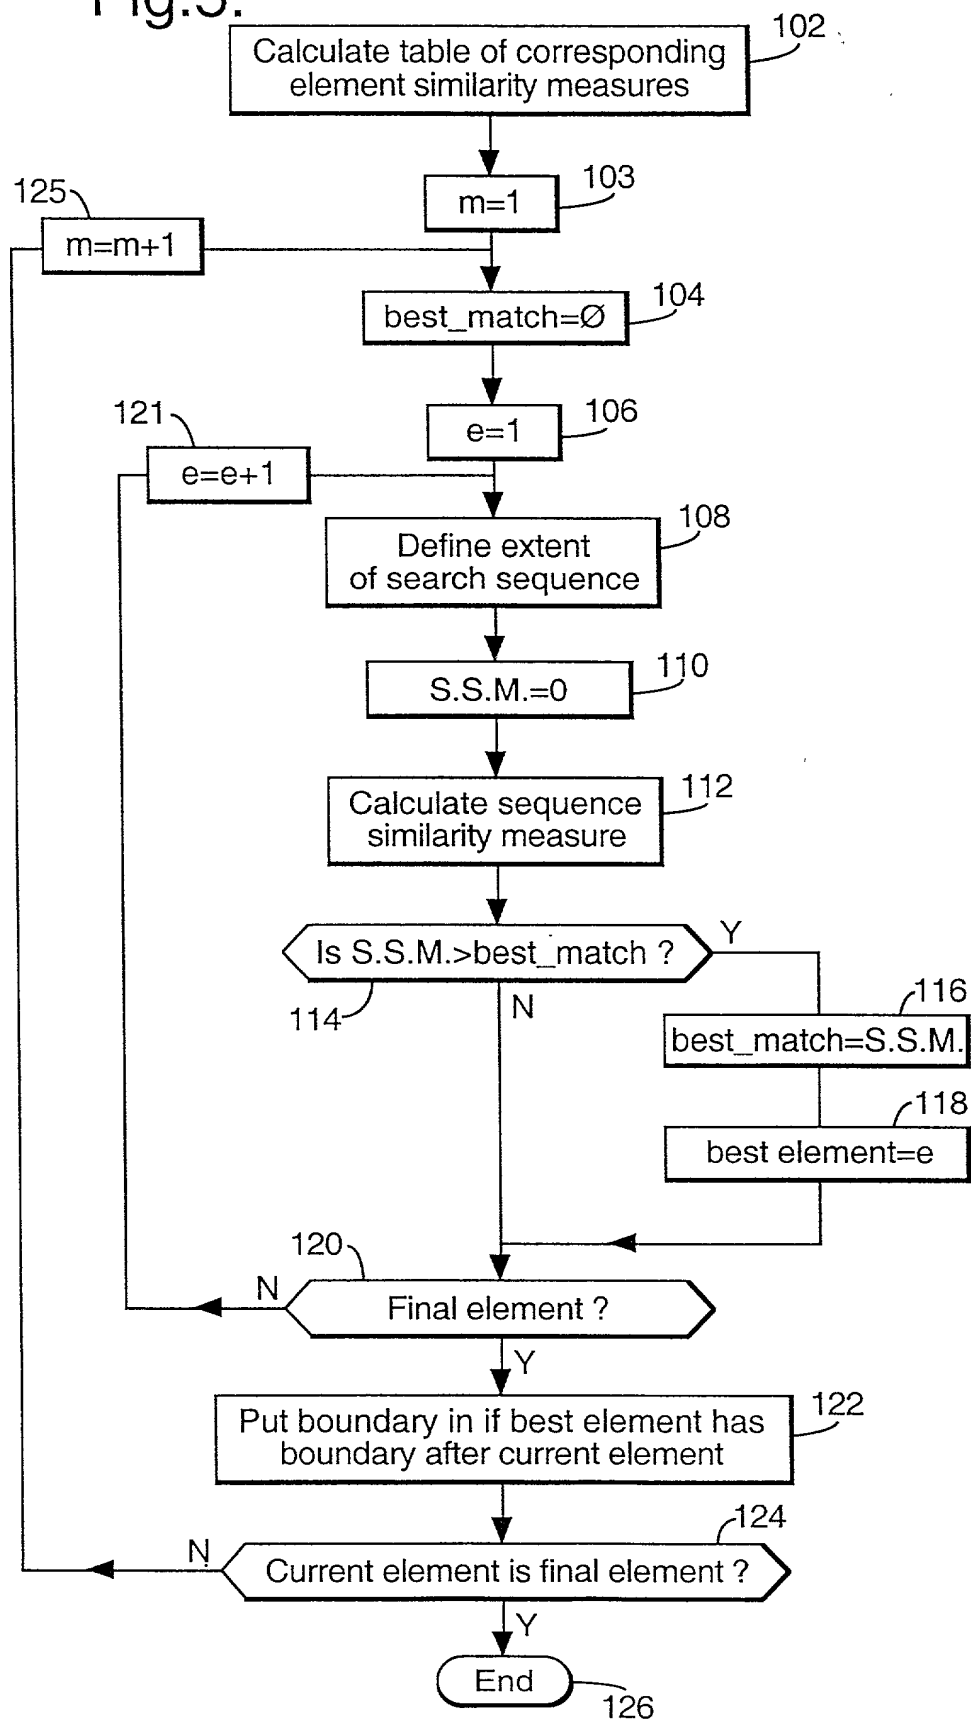 Fig.5.
102
Calculate table of corresponding
element similarity measures
103
m=1
125
m=m+1
104
best_match=Ø
106
e=1
121
e=e+1
108
Define extent
of search sequence
110
S.S.M.=0
112
Calculate sequence
similarity measure
Is S.S.M.>best_match ?
Y
114
N
116
best_match=S.S.M.
118
best element=e
120
N
Final element ?
Y
122
Put boundary in if best element has
boundary after current element
124
N
Current element is final element ?
Y
End
126